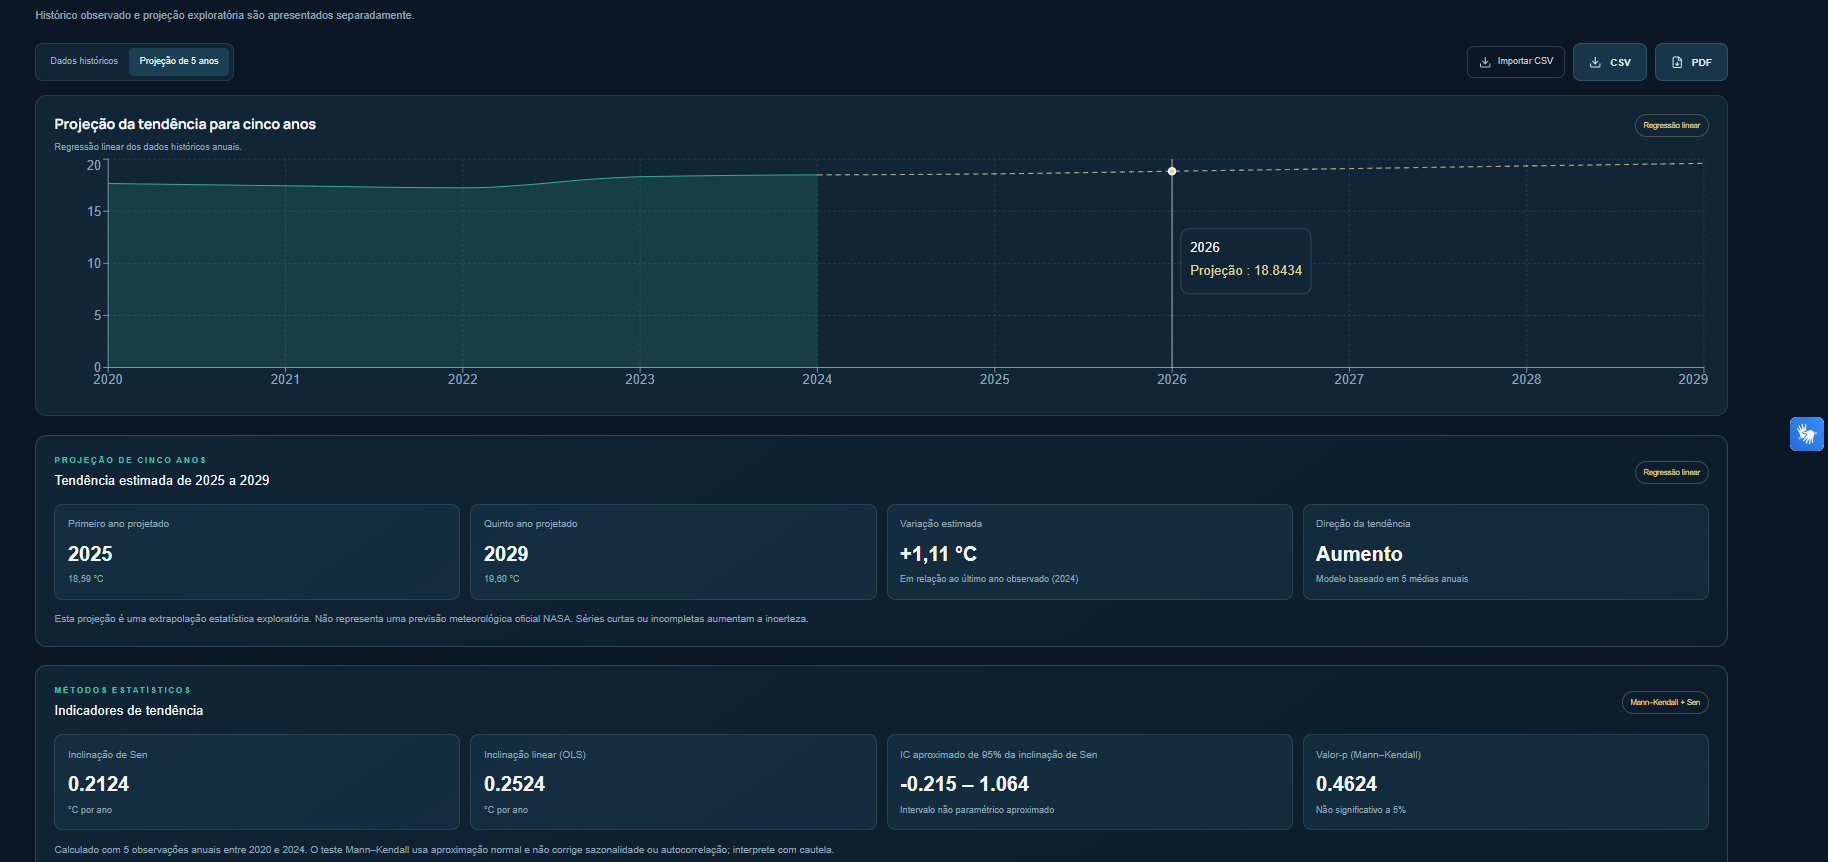 Histórico observado e projeção exploratória são apresentados separadamente.
Dados históricos
Projeção de 5 anos
Importar CSV
CSV
PDF
Projeção da tendência para cinco anos
Regressão linear
Regressão linear dos dados históricos anuais.
20
15
10
5
0
2026
Projeção : 18.8434
2020 2021 2022 2023 2024 2025 2026 2027 2028 2029
PROJEÇÃO DE CINCO ANOS
Tendência estimada de 2025 a 2029
Regressão linear
Primeiro ano projetado
2025
18,59 °C
Quinto ano projetado
2029
19,60 °C
Variação estimada
+1,11 °C
Em relação ao último ano observado (2024)
Direção da tendência
Aumento
Modelo baseado em 5 médias anuais
Esta projeção é uma extrapolação estatística exploratória. Não representa uma previsão meteorológica oficial NASA. Séries curtas ou incompletas aumentam a incerteza.
MÉTODOS ESTATÍSTICOS
Indicadores de tendência
Mann–Kendall + Sen
Inclinação de Sen
0.2124
°C por ano
Inclinação linear (OLS)
0.2524
°C por ano
IC aproximado de 95% da inclinação de Sen
-0.215 – 1.064
Intervalo não paramétrico aproximado
Valor-p (Mann–Kendall)
0.4624
Não significativo a 5%
Calculado com 5 observações anuais entre 2020 e 2024. O teste Mann–Kendall usa aproximação normal e não corrige sazonalidade ou autocorrelação; interprete com cautela.